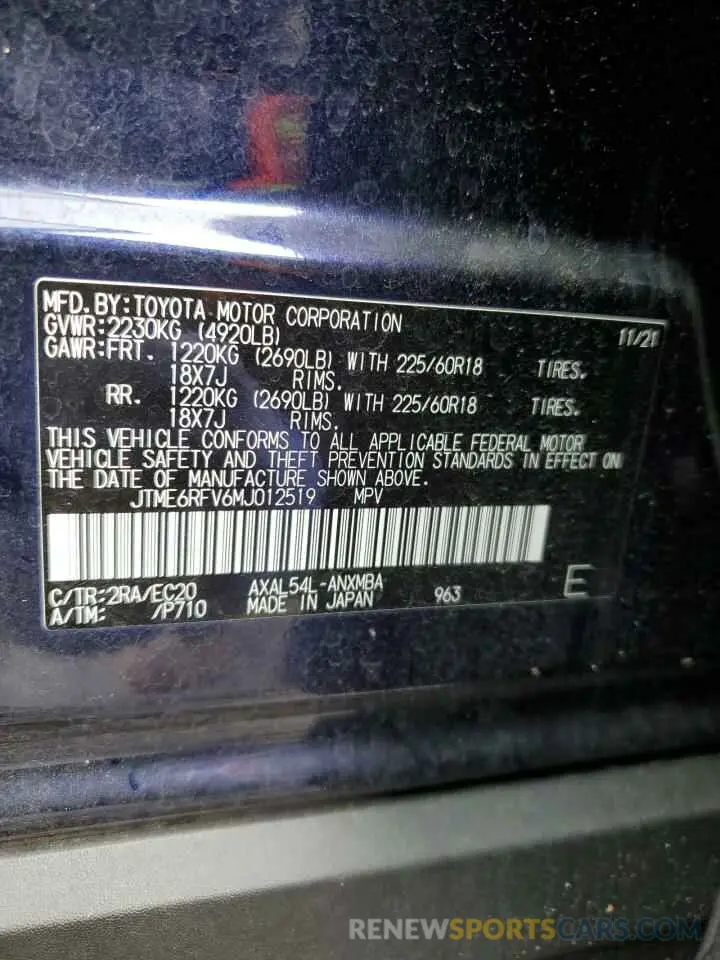 MFD.BY:TOYOTA MOTOR CORPORATION 11/21
GVWR:2230KG (4920LB)
GAWR:FRT. 1220KG (2690LB) WITH 225/60R18 TIRES.
18X7J RIMS.
RR. 1220KG (2690LB) WITH 225/60R18 TIRES.
18X7J RIMS.
THIS VEHICLE CONFORMS TO ALL APPLICABLE FEDERAL MOTOR
VEHICLE SAFETY AND THEFT PREVENTION STANDARDS IN EFFECT ON
THE DATE OF MANUFACTURE SHOWN ABOVE.
JTME6RFV6MJ012519 MPV
C/TR:2RA/EC20 AXAL54L-ANXMBA 963 E
A/TM: /P710 MADE IN JAPAN
RENEWSPORTSCARS.COM